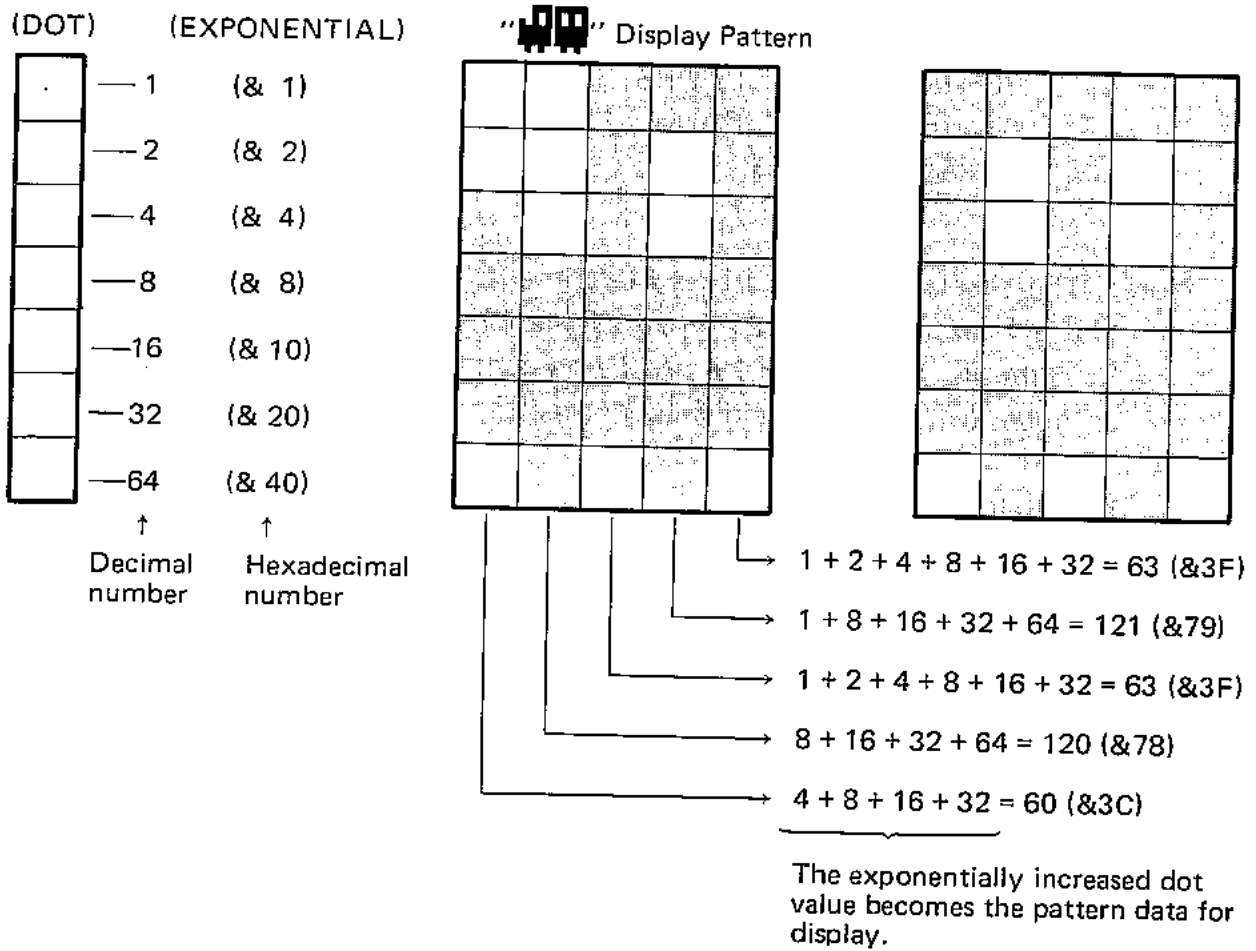 (DOT) (EXPONENTIAL) " " Display Pattern
1 (& 1)
2 (& 2)
4 (& 4)
8 (& 8)
16 (& 10)
32 (& 20)
64 (& 40)
↑ ↑
Decimal Hexadecimal
number number
1 + 2 + 4 + 8 + 16 + 32 = 63 (&3F)
1 + 8 + 16 + 32 + 64 = 121 (&79)
1 + 2 + 4 + 8 + 16 + 32 = 63 (&3F)
8 + 16 + 32 + 64 = 120 (&78)
4 + 8 + 16 + 32 = 60 (&3C)
The exponentially increased dot
value becomes the pattern data for
display.